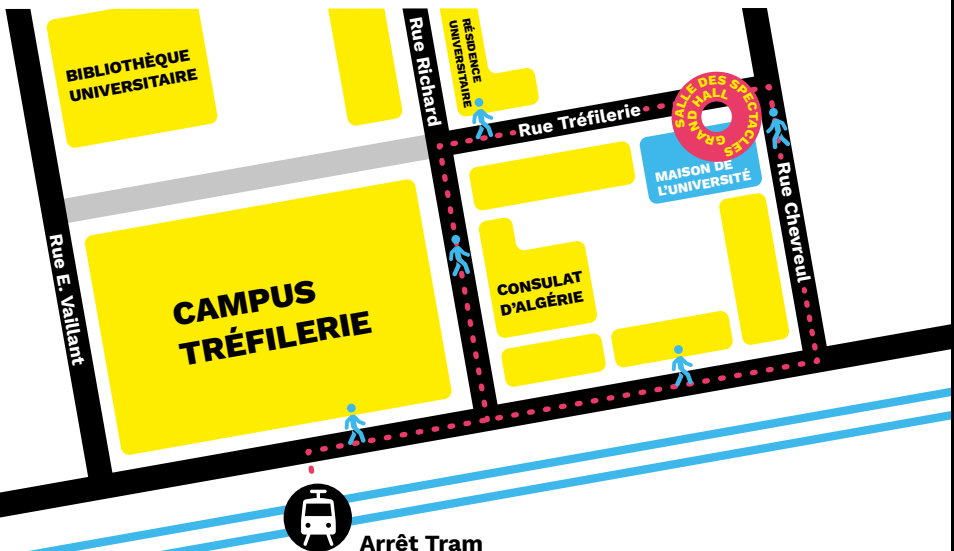 BIBLIOTHÈQUE
UNIVERSITAIRE
Rue Richard
RÉSIDENCE
UNIVERSITAIRE
Rue Tréfilerie
SALLE DES SPECTACLES
GRAND HALL
MAISON DE
L'UNIVERSITÉ
Rue Chevreul
Rue E. Vaillant
CAMPUS
TRÉFILERIE
CONSULAT
D'ALGÉRIE
Arrêt Tram